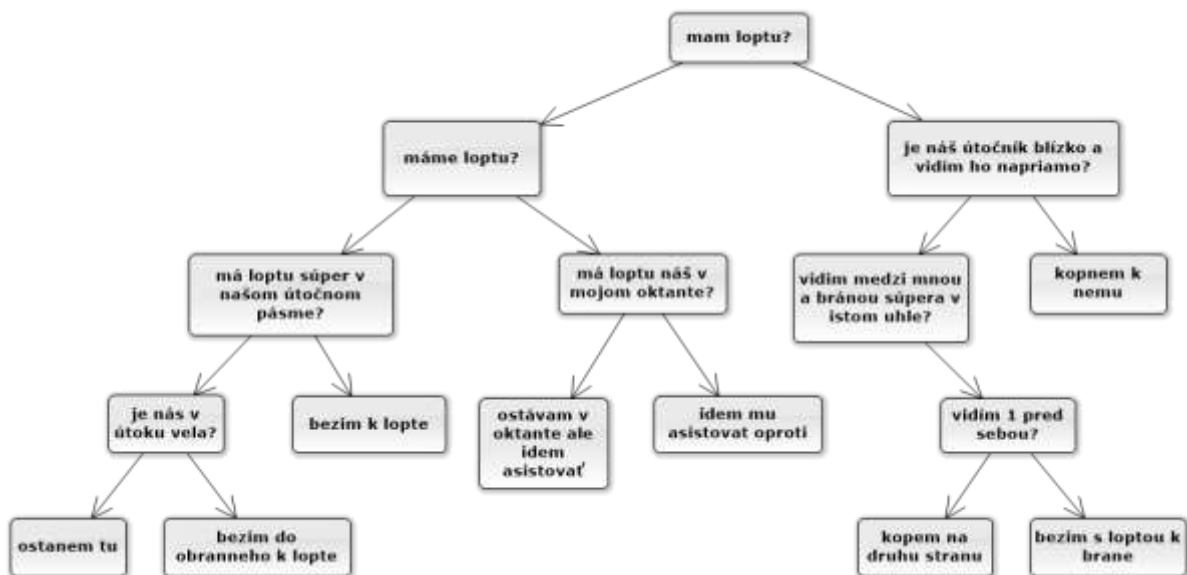 mam loptu?
máme loptu?
je náš útočník blízko a
vidím ho napriamo?
má loptu súper v
našom útočnom
pásme?
má loptu náš v
mojom oktante?
vidím medzi mnou
a bránou súpera v
istom uhle?
kopnem k
nemu
je nás v
útoku vela?
bezím k lopte
ostávam v
oktante ale
idem
asistovať
idem mu
asistovat oproti
vidím 1 pred
sebou?
ostanem tu
bezim do
obranneho k lopte
kopem na
druhu stranu
bezim s loptou k
brane